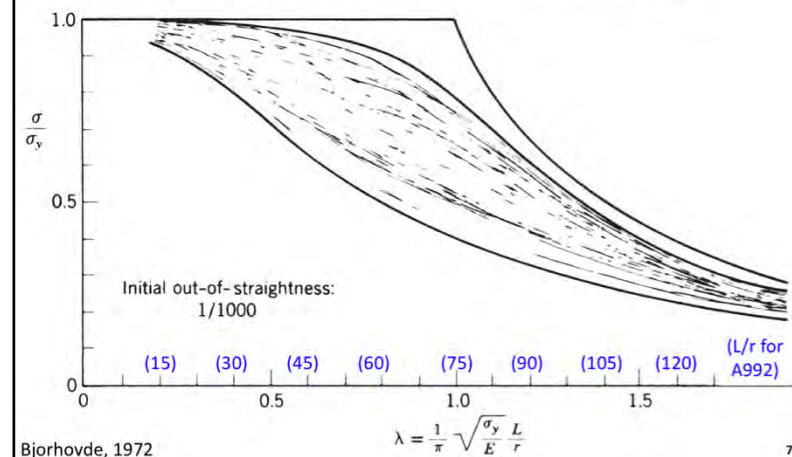 1.0
σ/σy
0.5
Initial out-of-straightness:
1/1000
(15) (30) (45) (60) (75) (90) (105) (120) (L/r for
A992)
0
0 0.5 1.0 1.5
λ = 1/π √(σy/E) L/r
Bjorhovde, 1972
7